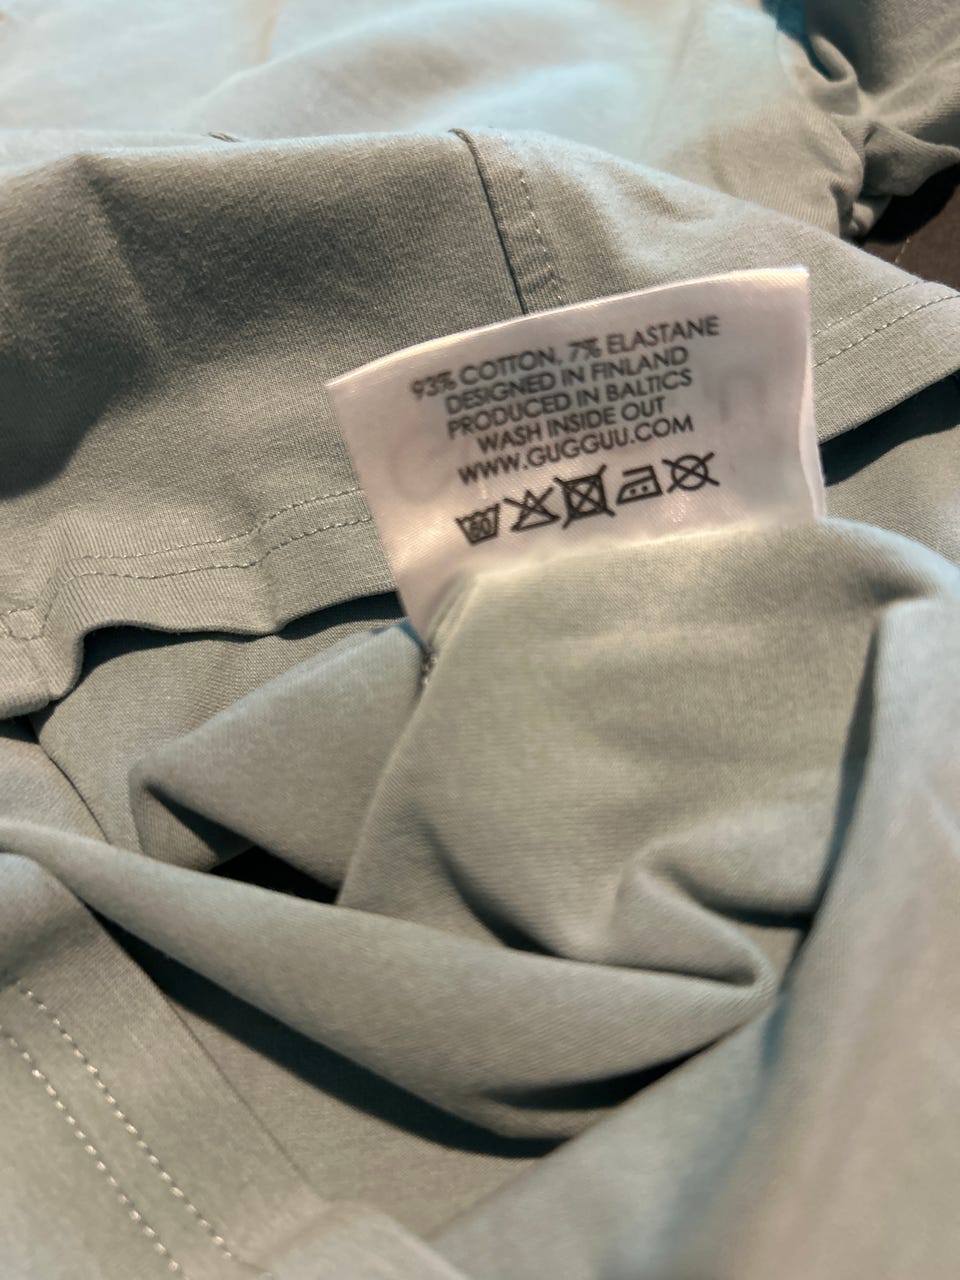 93% COTTON, 7% ELASTANE
DESIGNED IN FINLAND
PRODUCED IN BALTICS
WASH INSIDE OUT
WWW.GUGGUU.COM